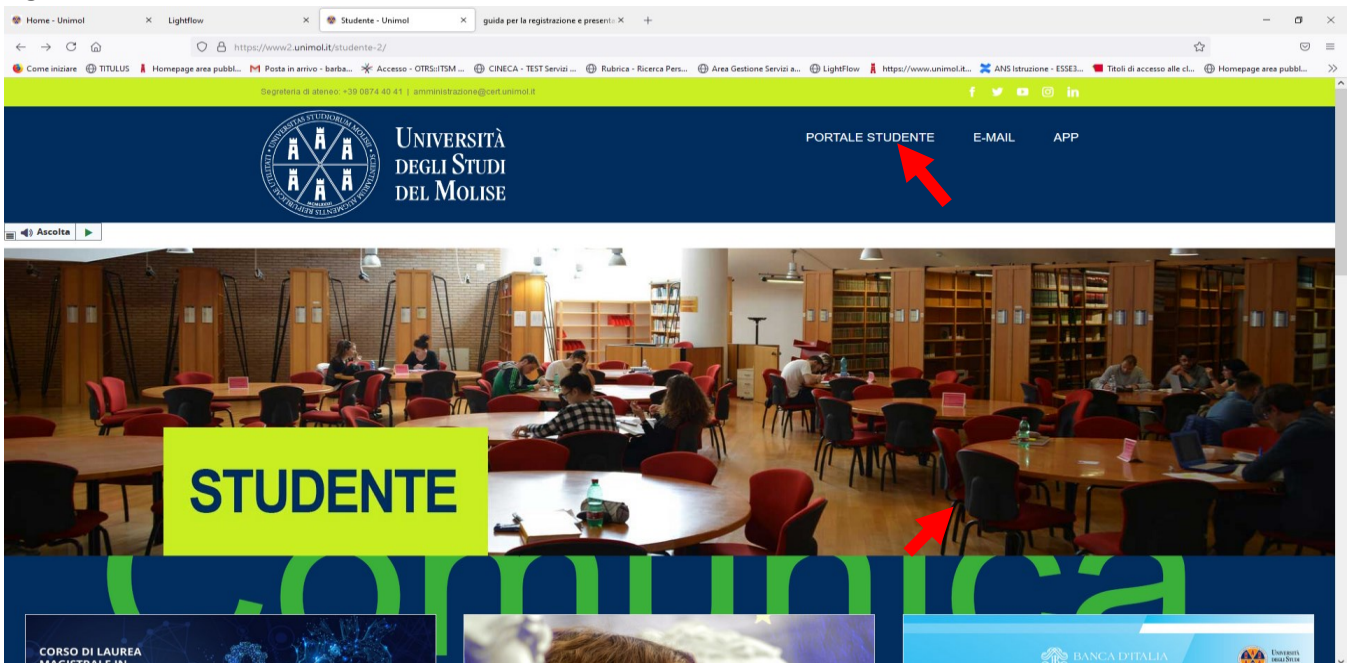 Home - Unimol
Lightflow
Studente - Unimol
guida per la registrazione e present
https://www2.unimol.it/studente-2/
Come iniziare
TITULUS
Homepage area pubbl...
Posta in arrivo - barba...
Accesso - OTRS::ITSM ...
CINECA - TEST Servizi ...
Rubrica - Ricerca Pers...
Area Gestione Servizi a...
LightFlow
https://www.unimol.it...
ANS Istruzione - ESSE3...
Titoli di accesso alle cl...
Homepage area pubbl...
Segreteria di ateneo: +39 0874 40 41 | amministrazione@cert.unimol.it
PORTALE STUDENTE
E-MAIL
APP
UNIVERSITÀ
DEGLI STUDI
DEL MOLISE
Ascolta
STUDENTE
Comunica
CORSO DI LAUREA
MAGISTRALE IN
BANCA D'ITALIA
UNIVERSITÀ
DEGLI STUDI